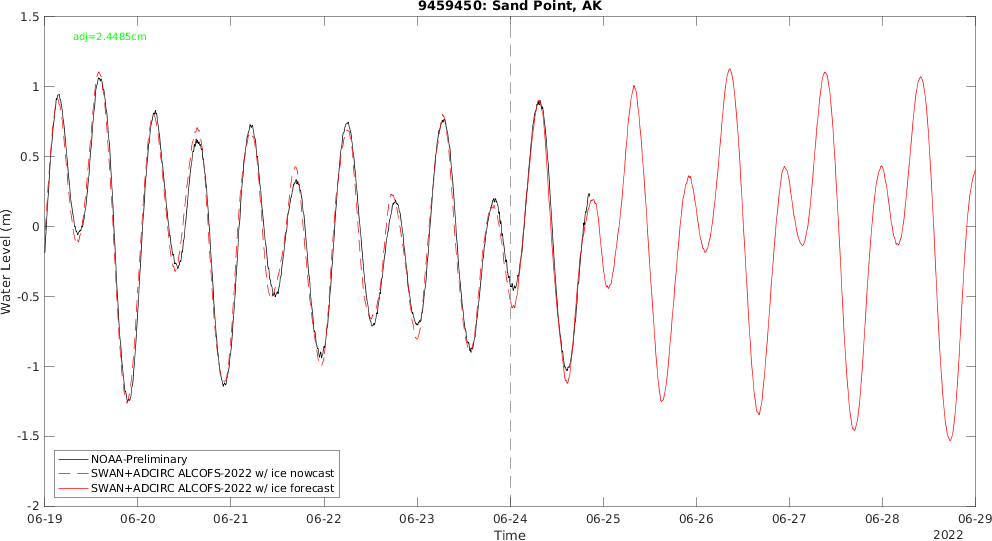 9459450: Sand Point, AK
adj=2.4485cm
1.5
1
0.5
0
-0.5
-1
-1.5
-2
Water Level (m)
NOAA-Preliminary
SWAN+ADCIRC ALCOFS-2022 w/ ice nowcast
SWAN+ADCIRC ALCOFS-2022 w/ ice forecast
06-19 06-20 06-21 06-22 06-23 06-24 06-25 06-26 06-27 06-28 06-29
Time
2022